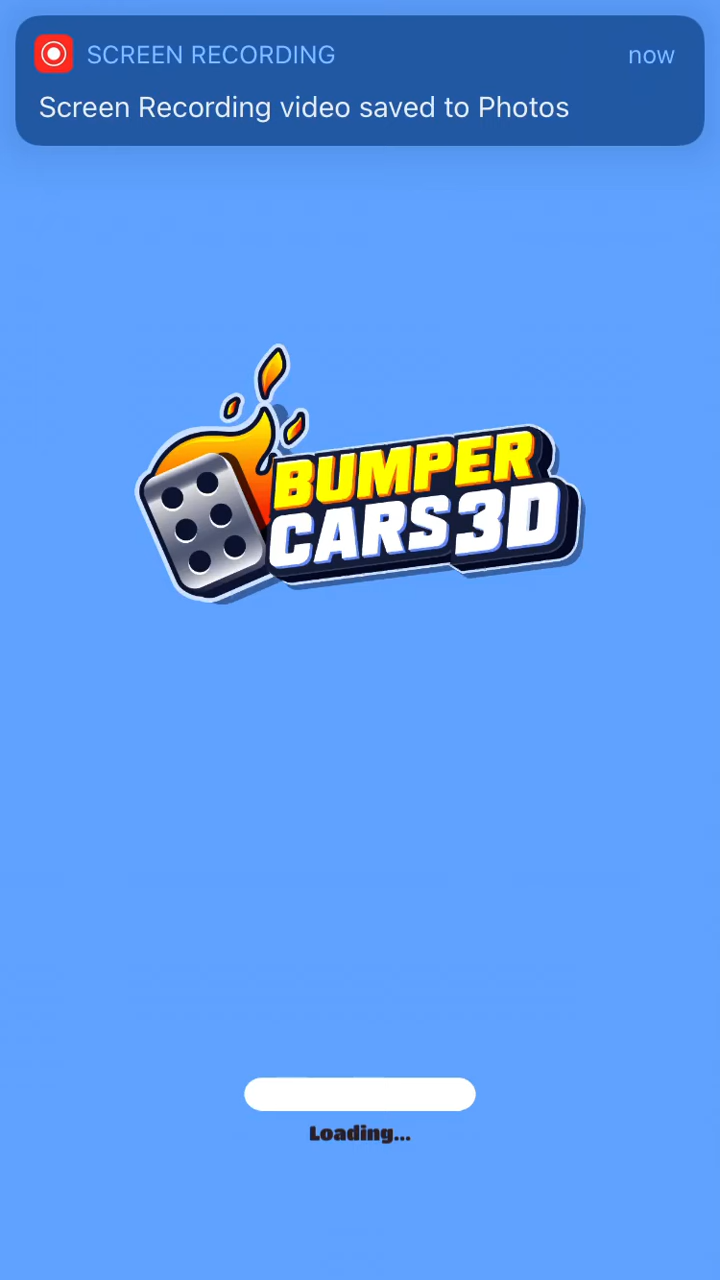 SCREEN RECORDING now
Screen Recording video saved to Photos
BUMPER
CARS3D
Loading...